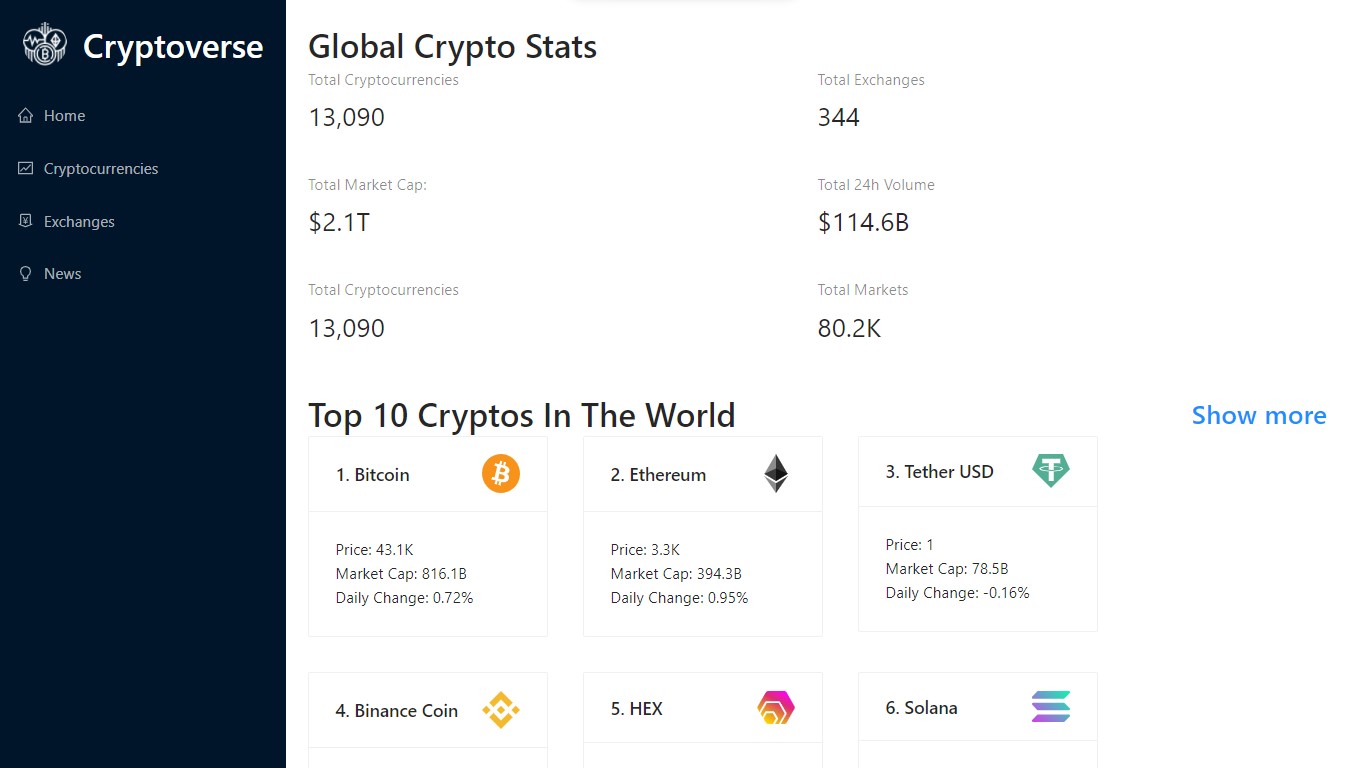 Cryptoverse
Home
Cryptocurrencies
Exchanges
News
Global Crypto Stats
Total Cryptocurrencies
13,090
Total Exchanges
344
Total Market Cap:
$2.1T
Total 24h Volume
$114.6B
Total Cryptocurrencies
13,090
Total Markets
80.2K
Top 10 Cryptos In The World
Show more
1. Bitcoin
Price: 43.1K
Market Cap: 816.1B
Daily Change: 0.72%
2. Ethereum
Price: 3.3K
Market Cap: 394.3B
Daily Change: 0.95%
3. Tether USD
Price: 1
Market Cap: 78.5B
Daily Change: -0.16%
4. Binance Coin
5. HEX
6. Solana